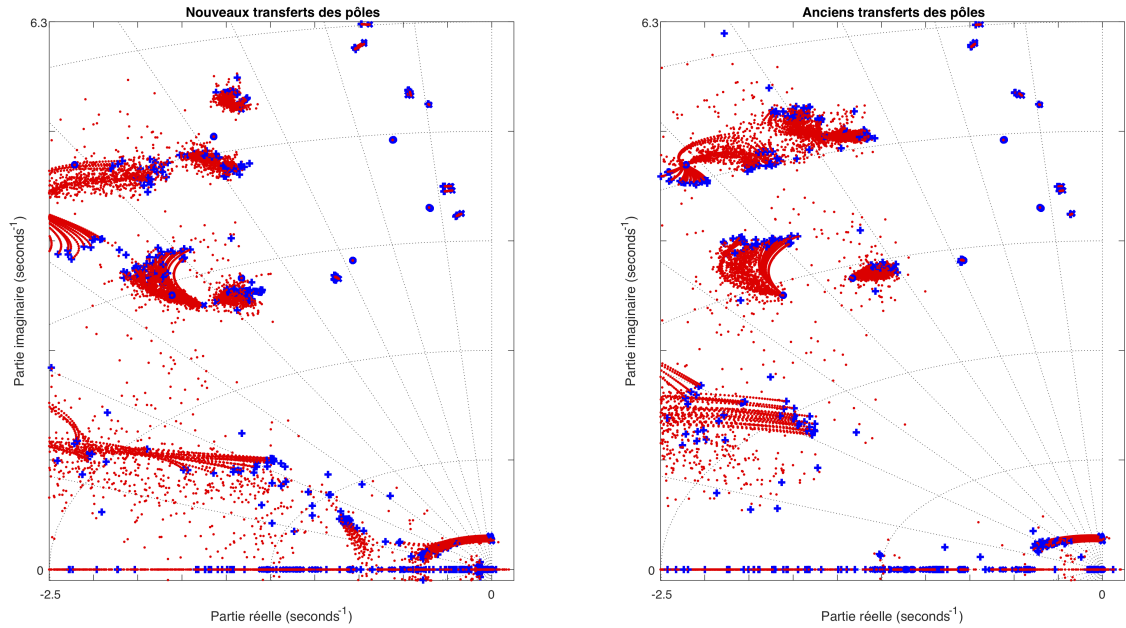 Nouveaux transferts des pôles
6.3
Partie imaginaire (seconds-1)
0
-2.5
0
Partie réelle (seconds-1)
Anciens transferts des pôles
6.3
Partie imaginaire (seconds-1)
0
-2.5
0
Partie réelle (seconds-1)